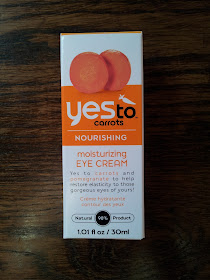 yes to
carrots
NOURISHING
moisturizing
EYE CREAM
Yes to carrots and
pomegranate to help
restore elasticity to those
gorgeous eyes of yours!
Crème hydratante
contour des yeux
Natural 98% Product
1.01 fl oz / 30ml